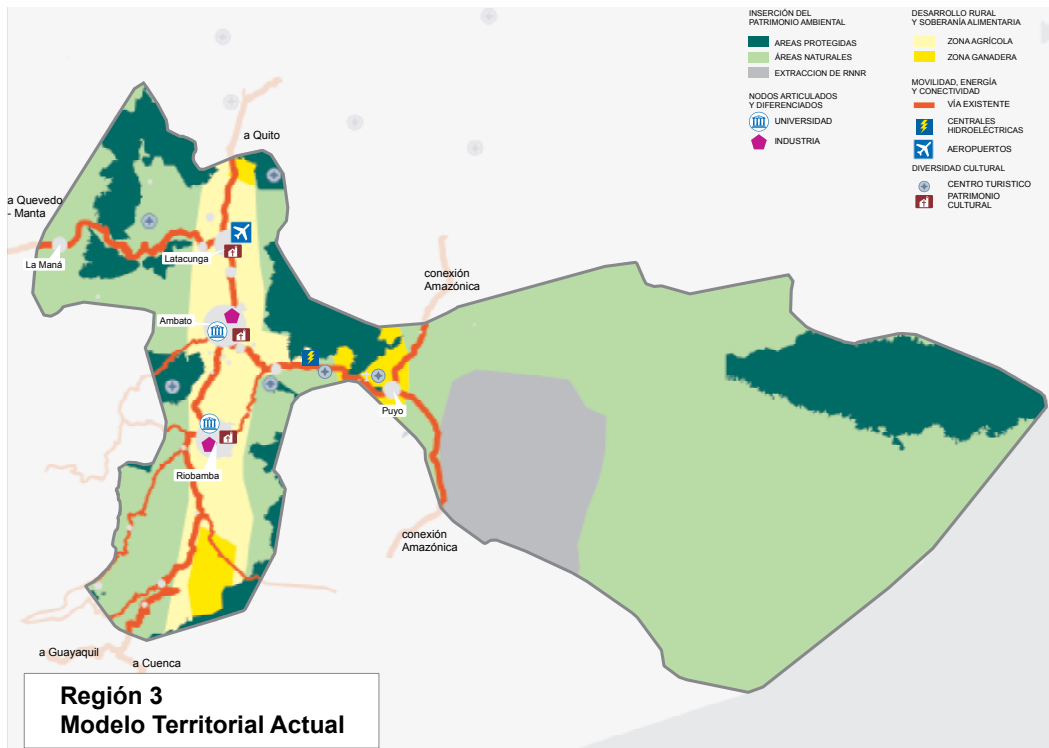 INSERCIÓN DEL
PATRIMONIO AMBIENTAL
AREAS PROTEGIDAS
ÁREAS NATURALES
EXTRACCION DE RNNR
NODOS ARTICULADOS
Y DIFERENCIADOS
UNIVERSIDAD
INDUSTRIA
DESARROLLO RURAL
Y SOBERANÍA ALIMENTARIA
ZONA AGRÍCOLA
ZONA GANADERA
MOVILIDAD, ENERGÍA
Y CONECTIVIDAD
VÍA EXISTENTE
CENTRALES
HIDROELÉCTRICAS
AEROPUERTOS
DIVERSIDAD CULTURAL
CENTRO TURISTICO
PATRIMONIO
CULTURAL
a Quito
a Quevedo
- Manta
La Maná
Latacunga
conexión
Amazónica
Ambato
Puyo
Riobamba
conexión
Amazónica
a Guayaquil
a Cuenca
Región 3
Modelo Territorial Actual